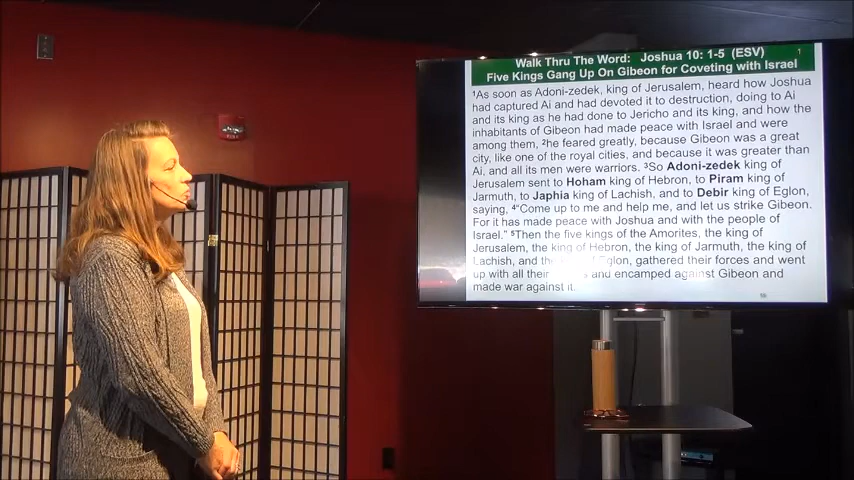 Walk Thru The Word: Joshua 10: 1-5 (ESV) 1
Five Kings Gang Up On Gibeon for Coveting with Israel
¹As soon as Adoni-zedek, king of Jerusalem, heard how Joshua
had captured Ai and had devoted it to destruction, doing to Ai
and its king as he had done to Jericho and its king, and how the
inhabitants of Gibeon had made peace with Israel and were
among them, ²he feared greatly, because Gibeon was a great
city, like one of the royal cities, and because it was greater than
Ai, and all its men were warriors. ³So Adoni-zedek king of
Jerusalem sent to Hoham king of Hebron, to Piram king of
Jarmuth, to Japhia king of Lachish, and to Debir king of Eglon,
saying, ⁴"Come up to me and help me, and let us strike Gibeon.
For it has made peace with Joshua and with the people of
Israel." ⁵Then the five kings of the Amorites, the king of
Jerusalem, the king of Hebron, the king of Jarmuth, the king of
Lachish, and the Eglon, gathered their forces and went
up with all their and encamped against Gibeon and
made war against it.